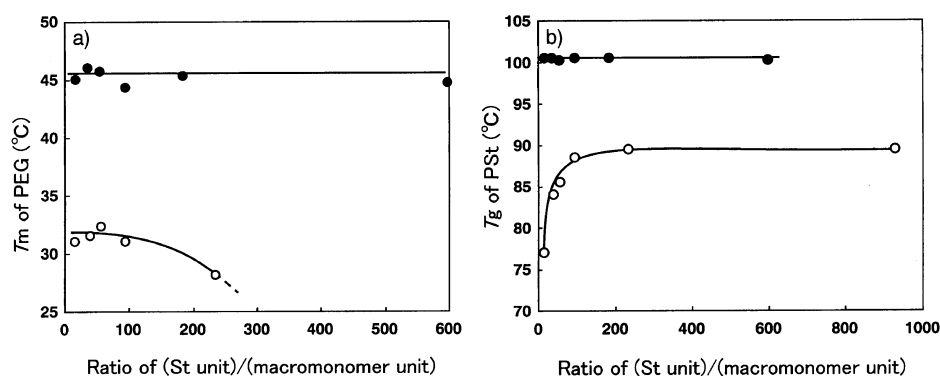 a)
50
45
40
35
30
25
Tm of PEG (°C)
0 100 200 300 400 500 600
Ratio of (St unit)/(macromonomer unit)
b)
105
100
95
90
85
80
75
70
Tg of PSt (°C)
0 200 400 600 800 1000
Ratio of (St unit)/(macromonomer unit)